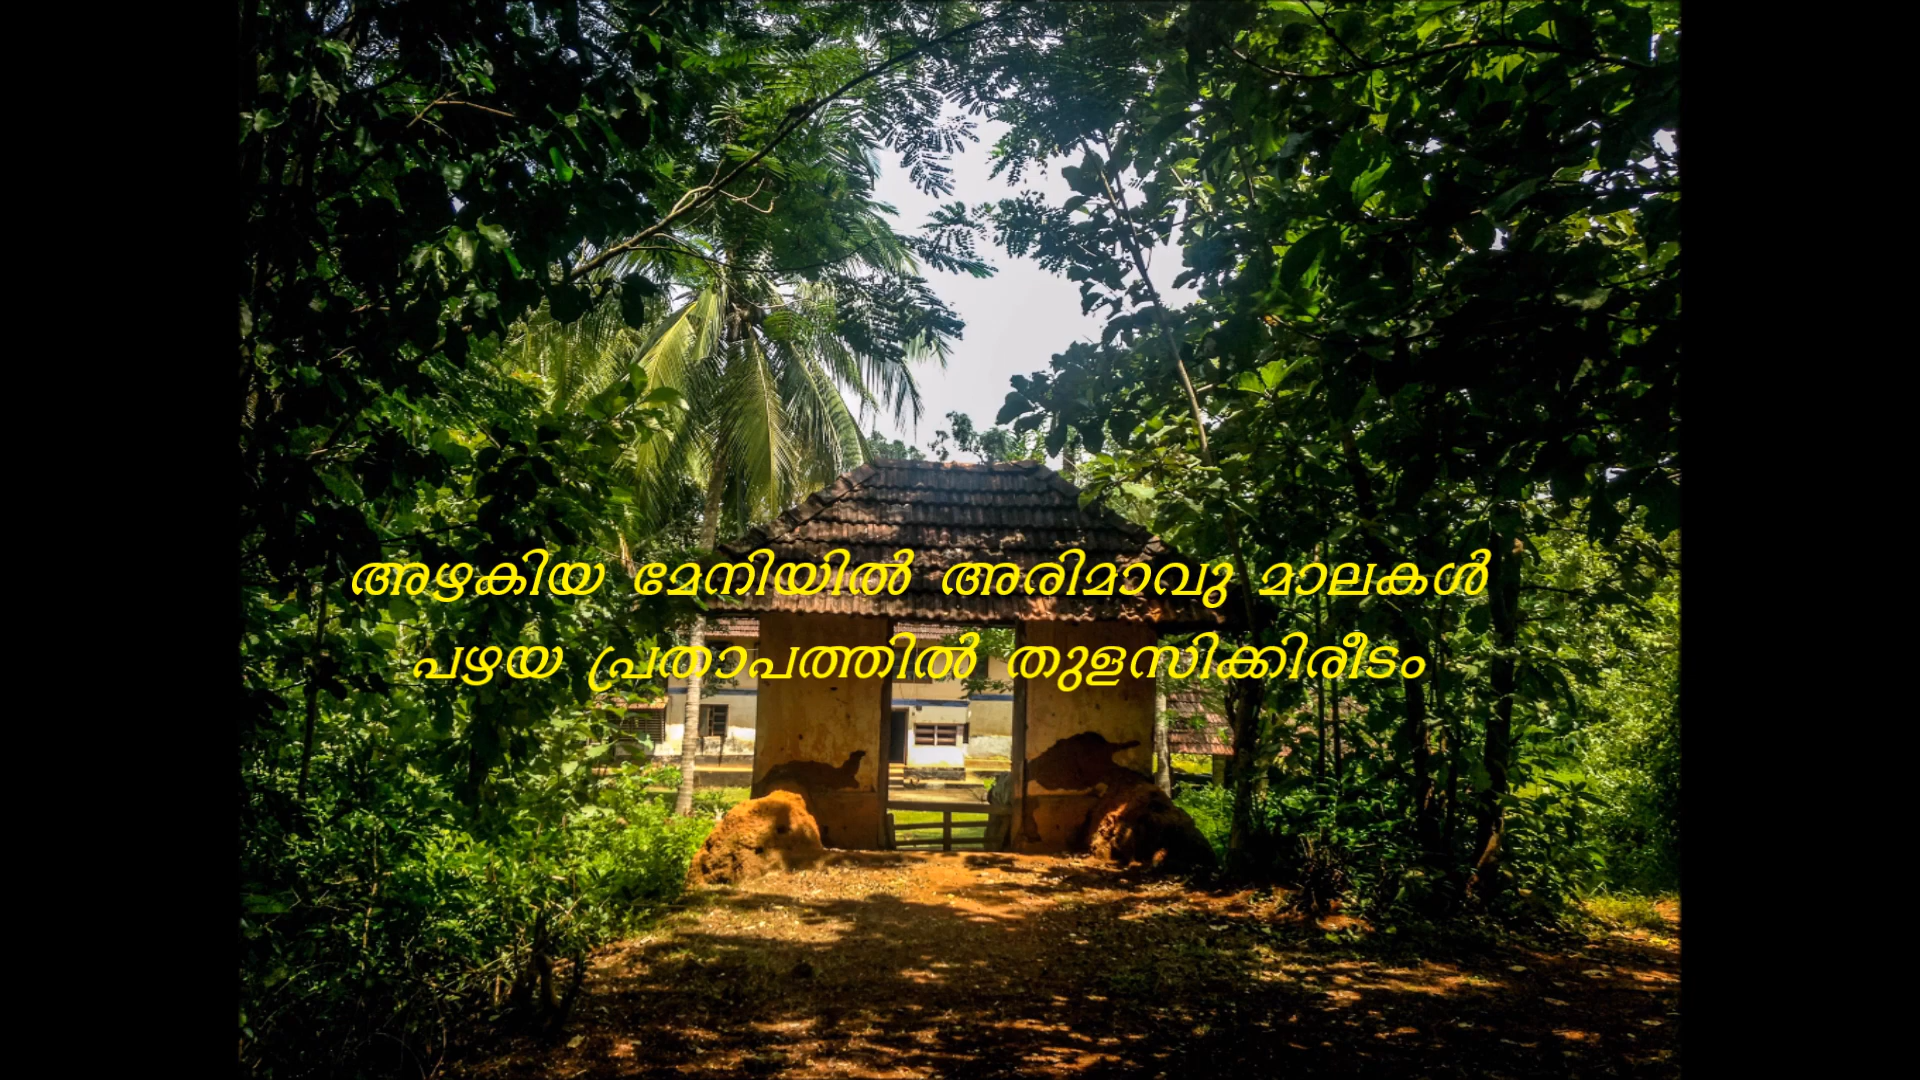 അഴകിയ മേനിയിൽ അരിമാവു മാലകൾ
പഴയ പ്രതാപത്തിൽ തുളസിക്കിരീടം